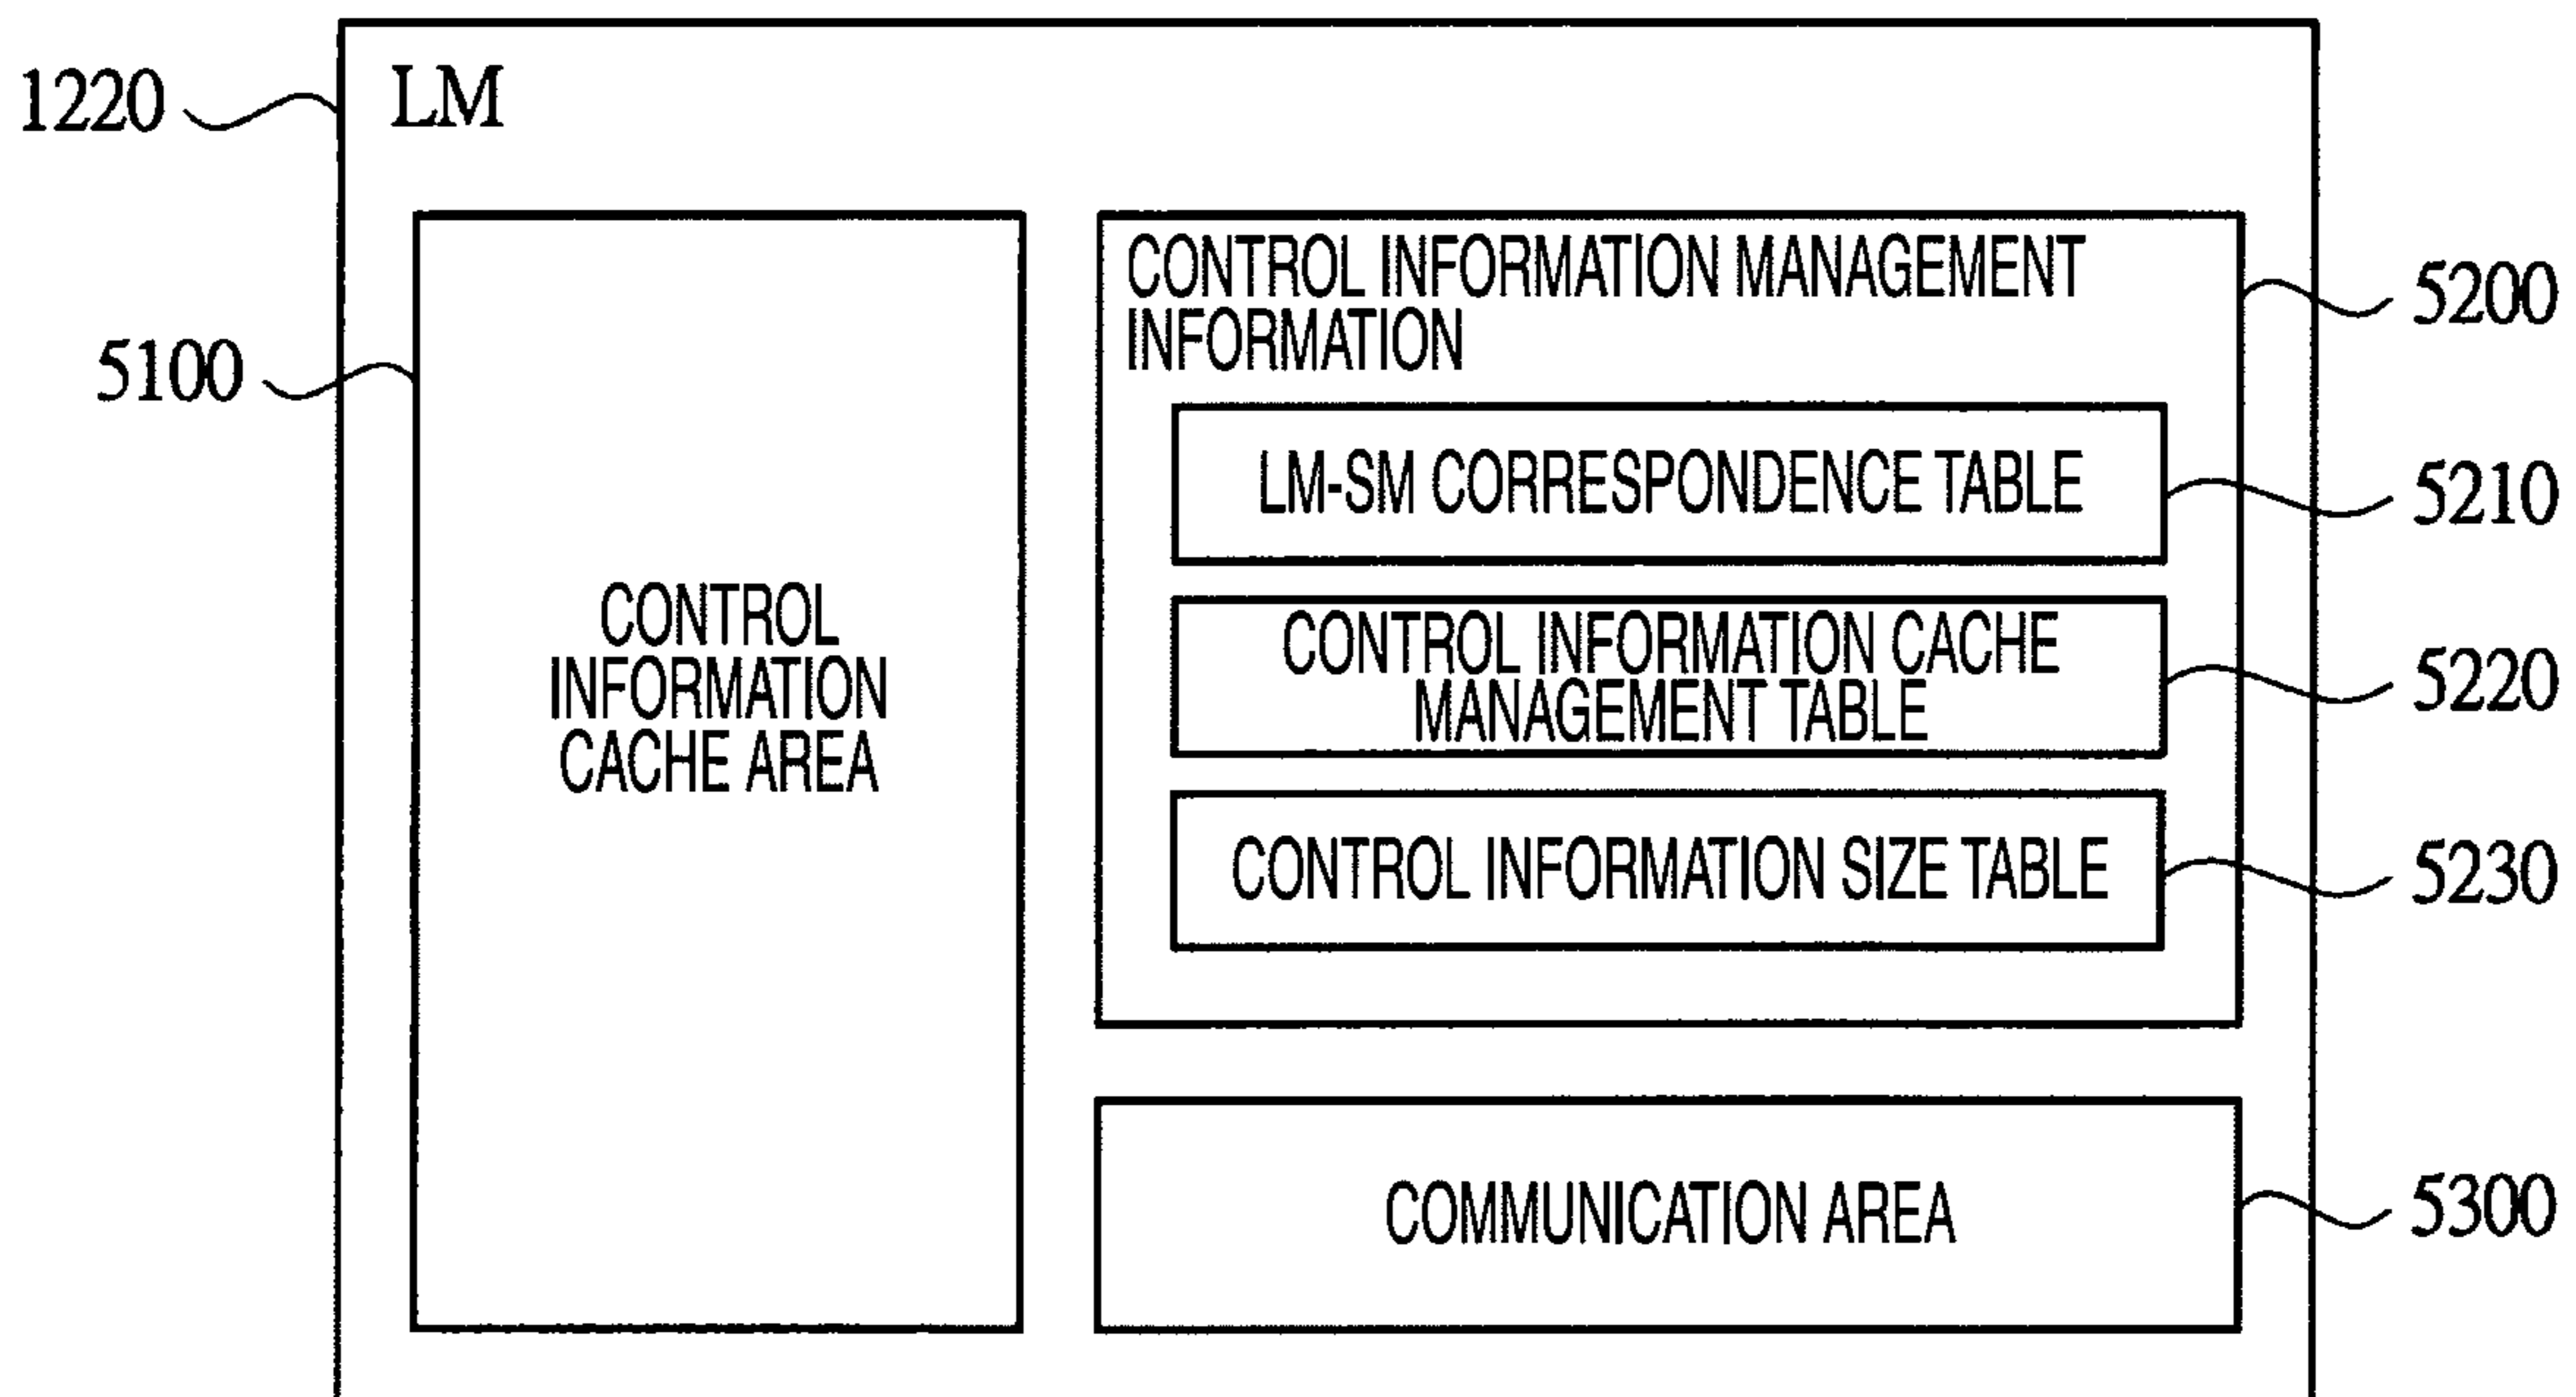 1220
LM
5100
CONTROL
INFORMATION
CACHE AREA
CONTROL INFORMATION MANAGEMENT
INFORMATION
5200
LM-SM CORRESPONDENCE TABLE
5210
CONTROL INFORMATION CACHE
MANAGEMENT TABLE
5220
CONTROL INFORMATION SIZE TABLE
5230
COMMUNICATION AREA
5300